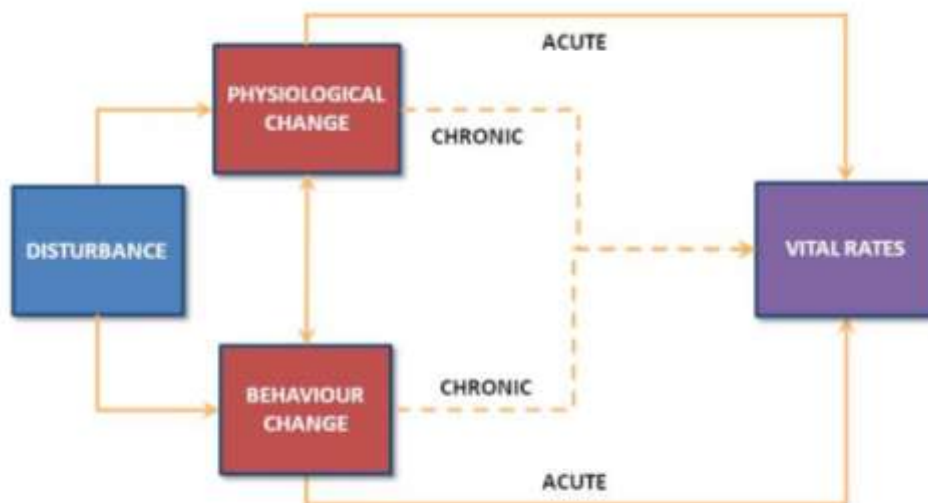 ACUTE
PHYSIOLOGICAL
CHANGE
CHRONIC
DISTURBANCE
VITAL RATES
BEHAVIOUR
CHANGE
CHRONIC
ACUTE